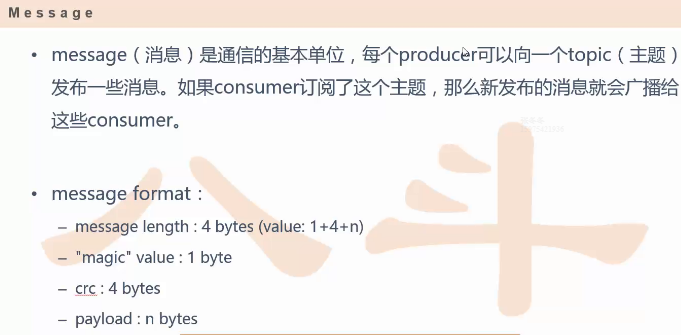 Message
• message（消息）是通信的基本单位，每个producer可以向一个topic（主题）
发布一些消息。如果consumer订阅了这个主题，那么新发布的消息就会广播给
这些consumer。
• message format：
– message length : 4 bytes (value: 1+4+n)
– "magic" value : 1 byte
– crc : 4 bytes
– payload : n bytes
八斗